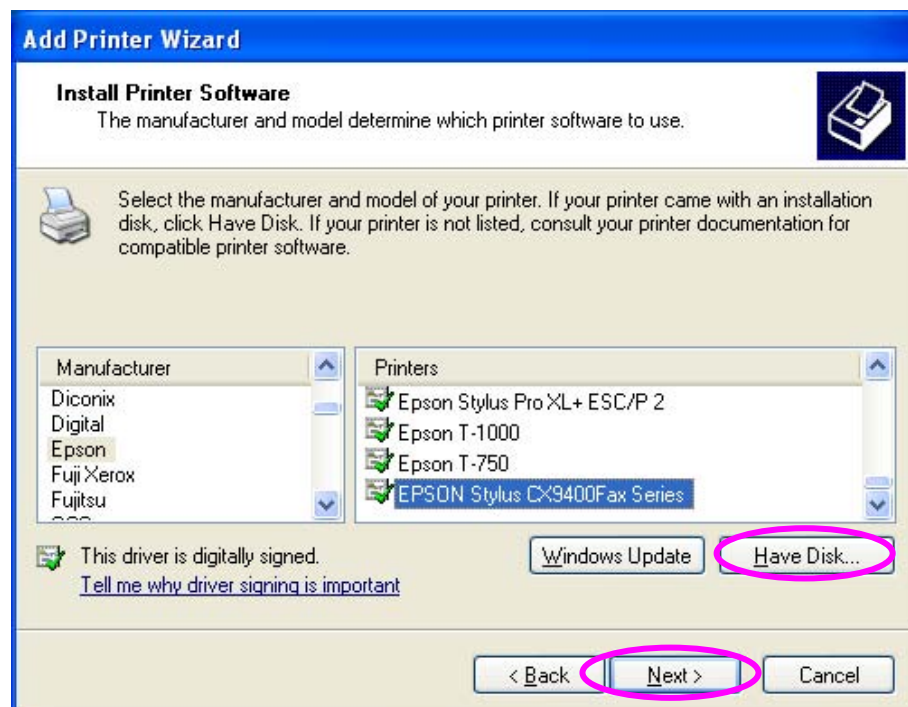 Add Printer Wizard
Install Printer Software
The manufacturer and model determine which printer software to use.
Select the manufacturer and model of your printer. If your printer came with an installation
disk, click Have Disk. If your printer is not listed, consult your printer documentation for
compatible printer software.
Manufacturer
Diconix
Digital
Epson
Fuji Xerox
Fujitsu
Printers
Epson Stylus Pro XL+ ESC/P 2
Epson T-1000
Epson T-750
EPSON Stylus CX9400Fax Series
This driver is digitally signed.
Tell me why driver signing is important
Windows Update
Have Disk...
< Back
Next >
Cancel